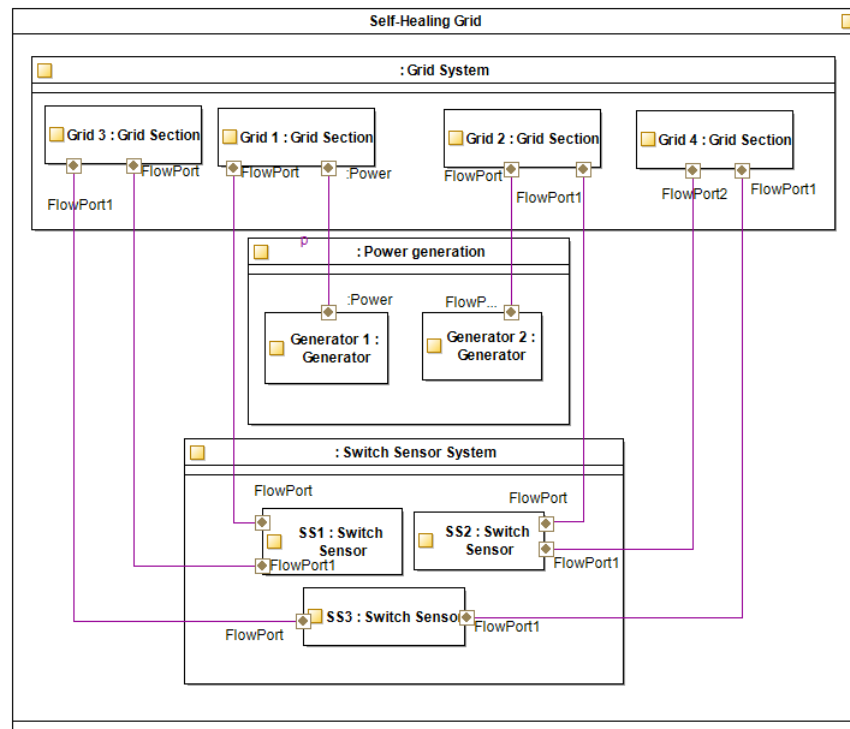 Self-Healing Grid
: Grid System
Grid 3 : Grid Section
Grid 1 : Grid Section
Grid 2 : Grid Section
Grid 4 : Grid Section
FlowPort1
FlowPort
FlowPort
:Power
FlowPort
FlowPort1
FlowPort2
FlowPort1
p
: Power generation
:Power
FlowP...
Generator 1 :
Generator
Generator 2 :
Generator
: Switch Sensor System
FlowPort
FlowPort
SS1 : Switch
Sensor
FlowPort1
SS2 : Switch
Sensor
FlowPort1
SS3 : Switch Sensor
FlowPort
FlowPort1